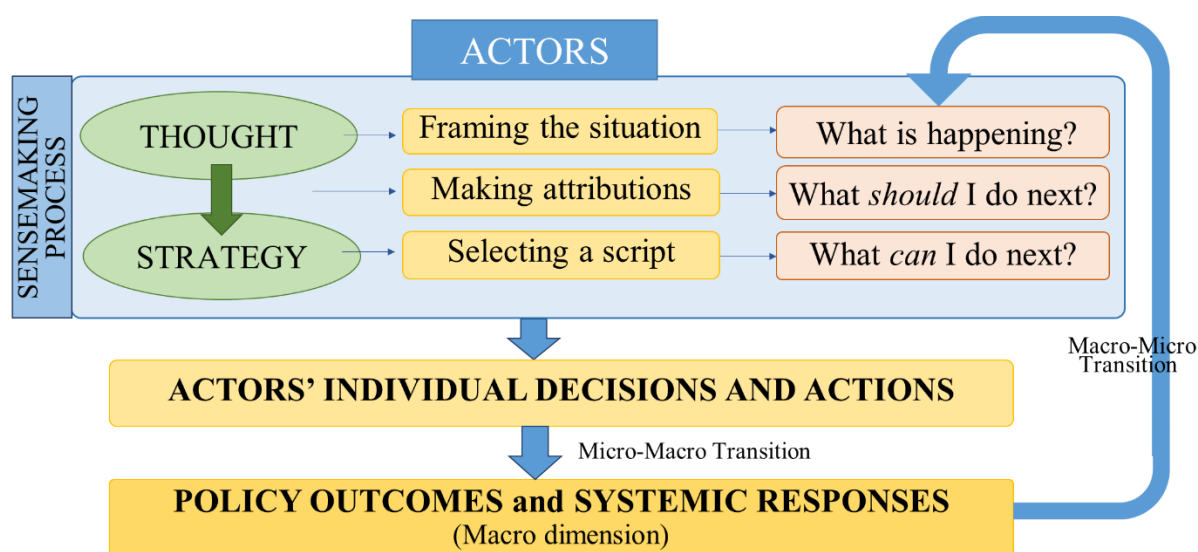 ACTORS
SENSEMAKING
PROCESS
THOUGHT
Framing the situation
What is happening?
Making attributions
What should I do next?
STRATEGY
Selecting a script
What can I do next?
Macro-Micro
Transition
ACTORS’ INDIVIDUAL DECISIONS AND ACTIONS
Micro-Macro Transition
POLICY OUTCOMES and SYSTEMIC RESPONSES
(Macro dimension)